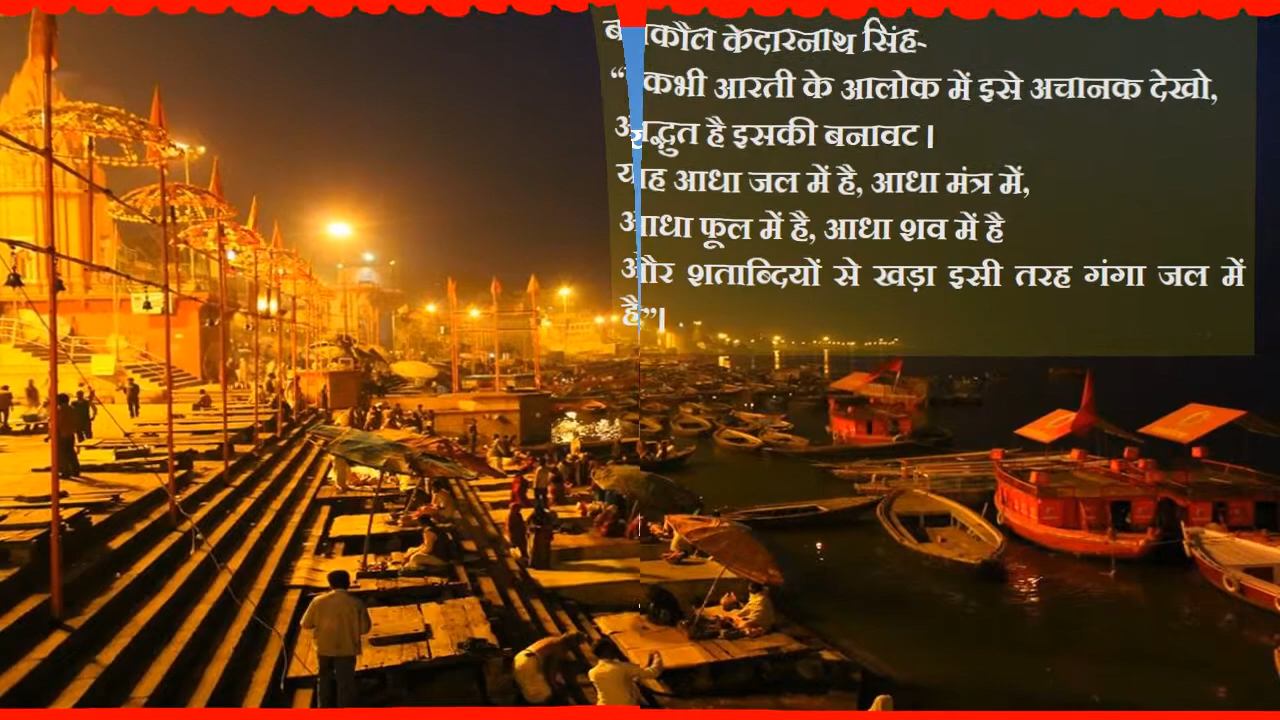 बकौल केदारनाथ सिंह-
“कभी आरती के आलोक में इसे अचानक देखो,
अद्भुत है इसकी बनावट।
यह आधा जल में है, आधा मंत्र में,
आधा फूल में है, आधा शव में है
और शताब्दियों से खड़ा इसी तरह गंगा जल में
है”।